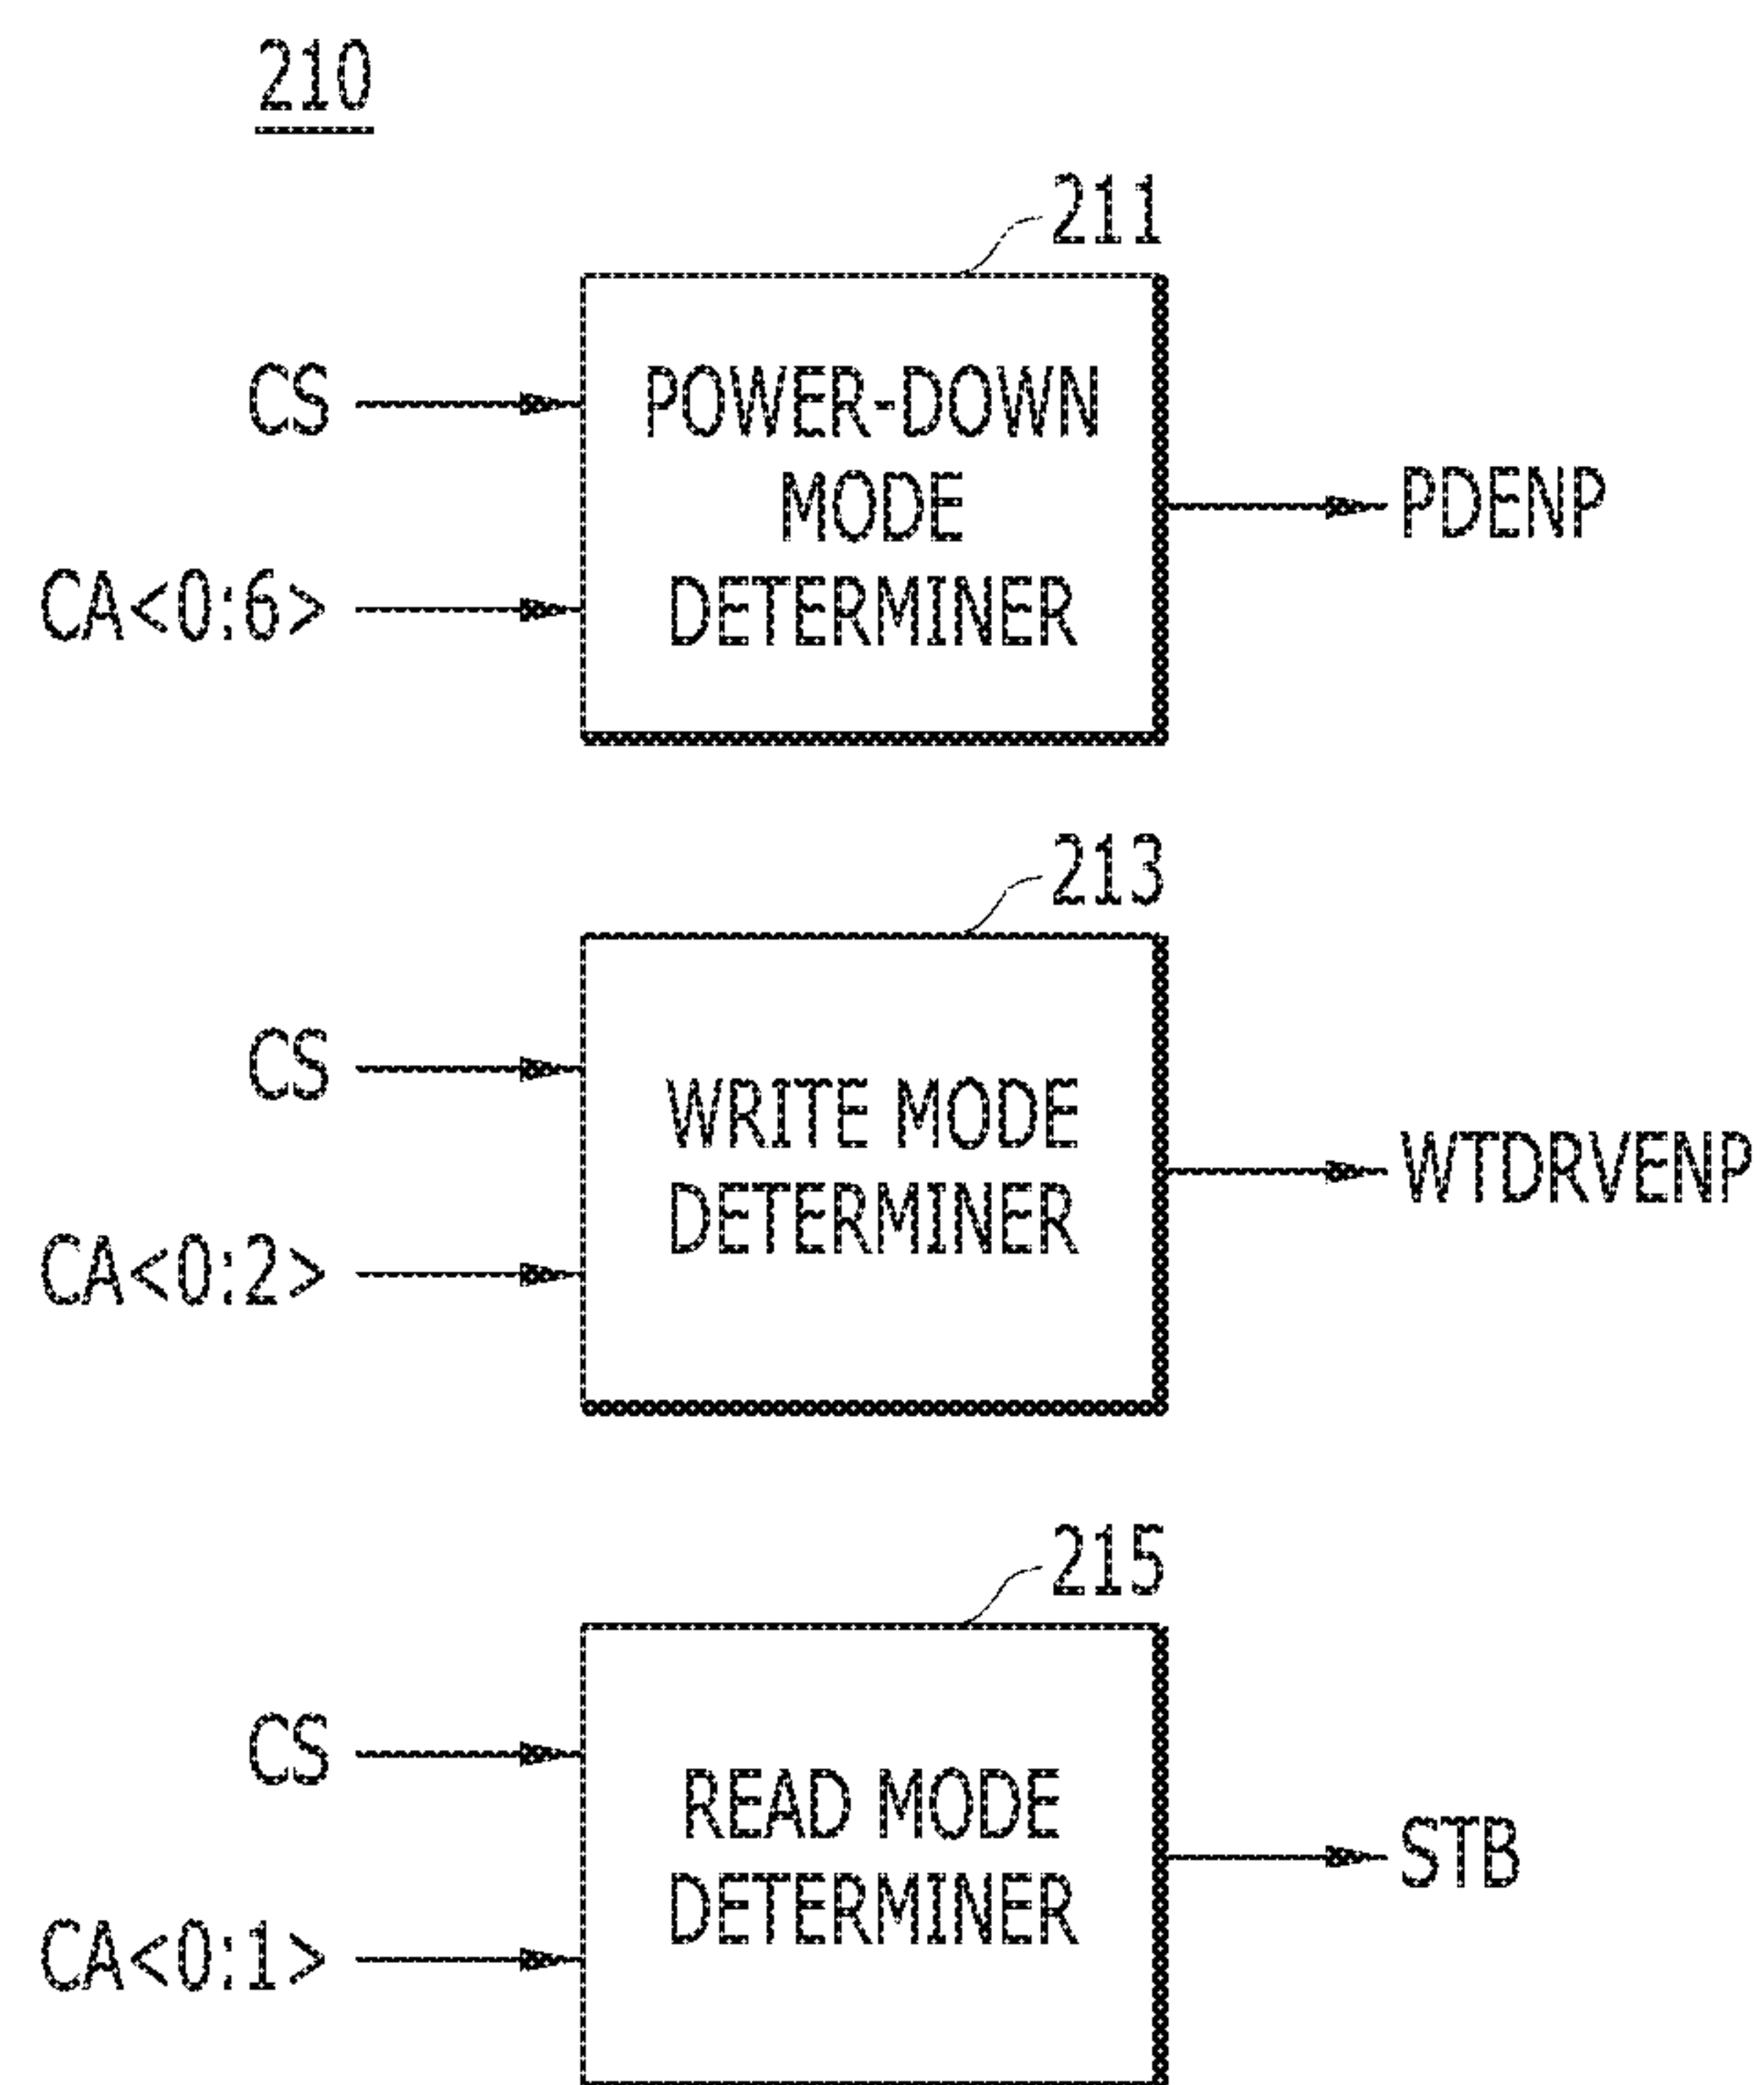 210
211
CS
POWER-DOWN
MODE
DETERMINER
CA<0:6>
PDENP
213
CS
WRITE MODE
DETERMINER
CA<0:2>
WTDRVENP
215
CS
READ MODE
DETERMINER
CA<0:1>
STB